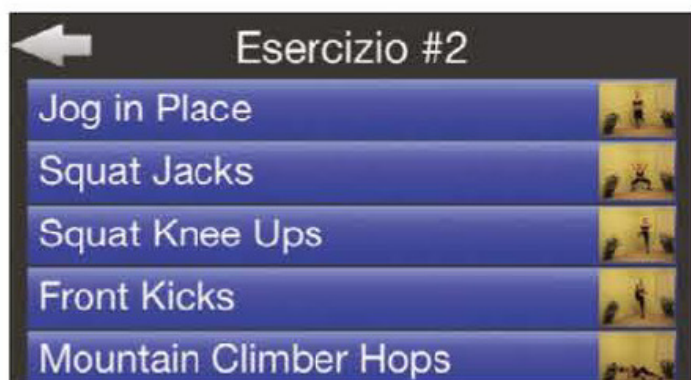 Esercizio #2
Jog in Place
Squat Jacks
Squat Knee Ups
Front Kicks
Mountain Climber Hops